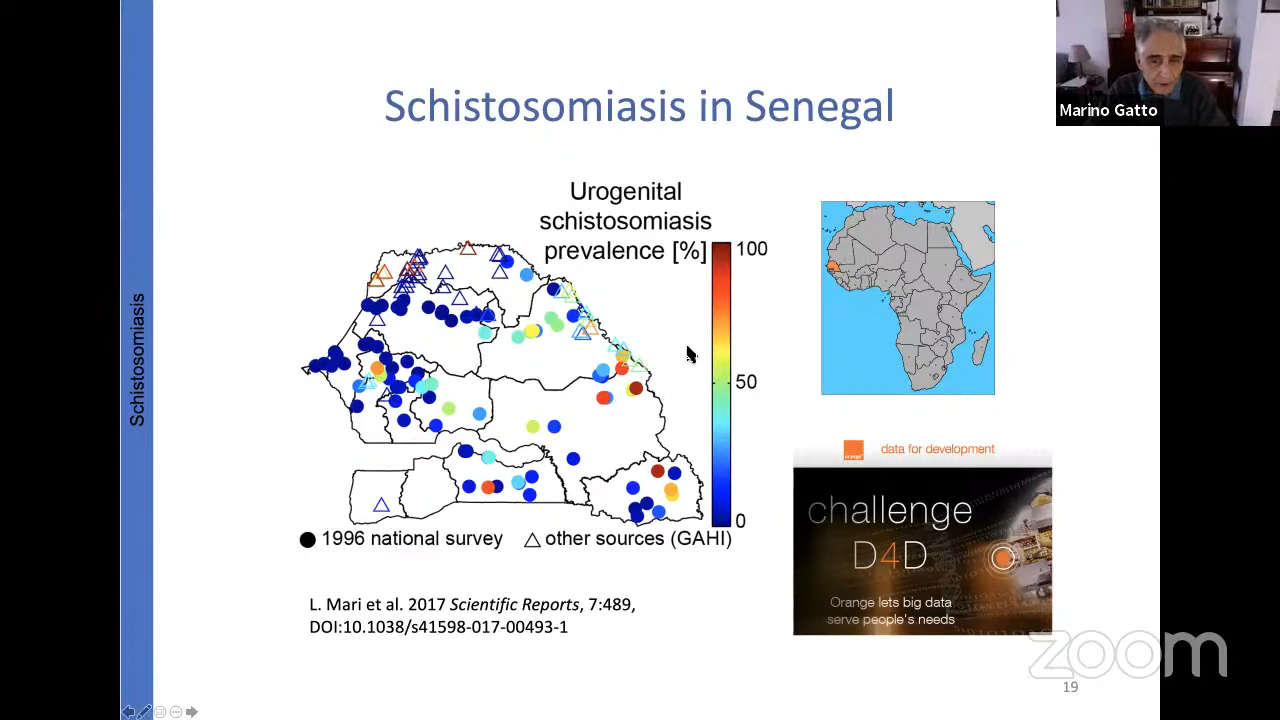 Schistosomiasis in Senegal
Marino Gatto
Schistosomiasis
Urogenital
schistosomiasis
prevalence [%]
100
50
0
1996 national survey
other sources (GAHI)
L. Mari et al. 2017 Scientific Reports, 7:489,
DOI:10.1038/s41598-017-00493-1
orange
data for development
challenge
D4D
Orange lets big data
serve people's needs
zoom
19